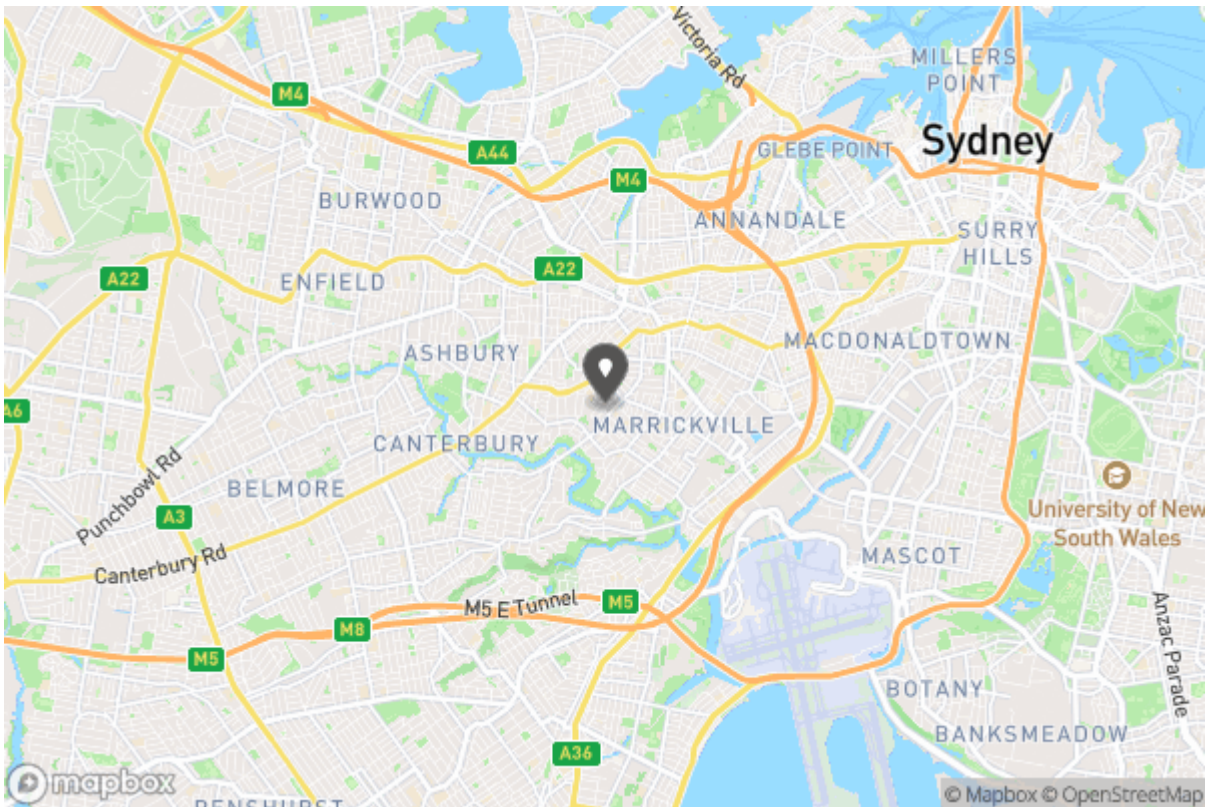 Victoria Rd
MILLERS
POINT
M4
Sydney
A44
GLEBE POINT
M4
BURWOOD
ANNANDALE
SURRY
HILLS
A22
A22
ENFIELD
MACDONALDTOWN
ASHBURY
A6
MARRICKVILLE
CANTERBURY
Punchbowl Rd
BELMORE
University of New
South Wales
A3
Canterbury Rd
MASCOT
M5 E Tunnel
M5
M8
M5
Anzac Parade
BOTANY
BANKSMEADOW
A36
mapbox
© Mapbox © OpenStreetMap
PENSHURST